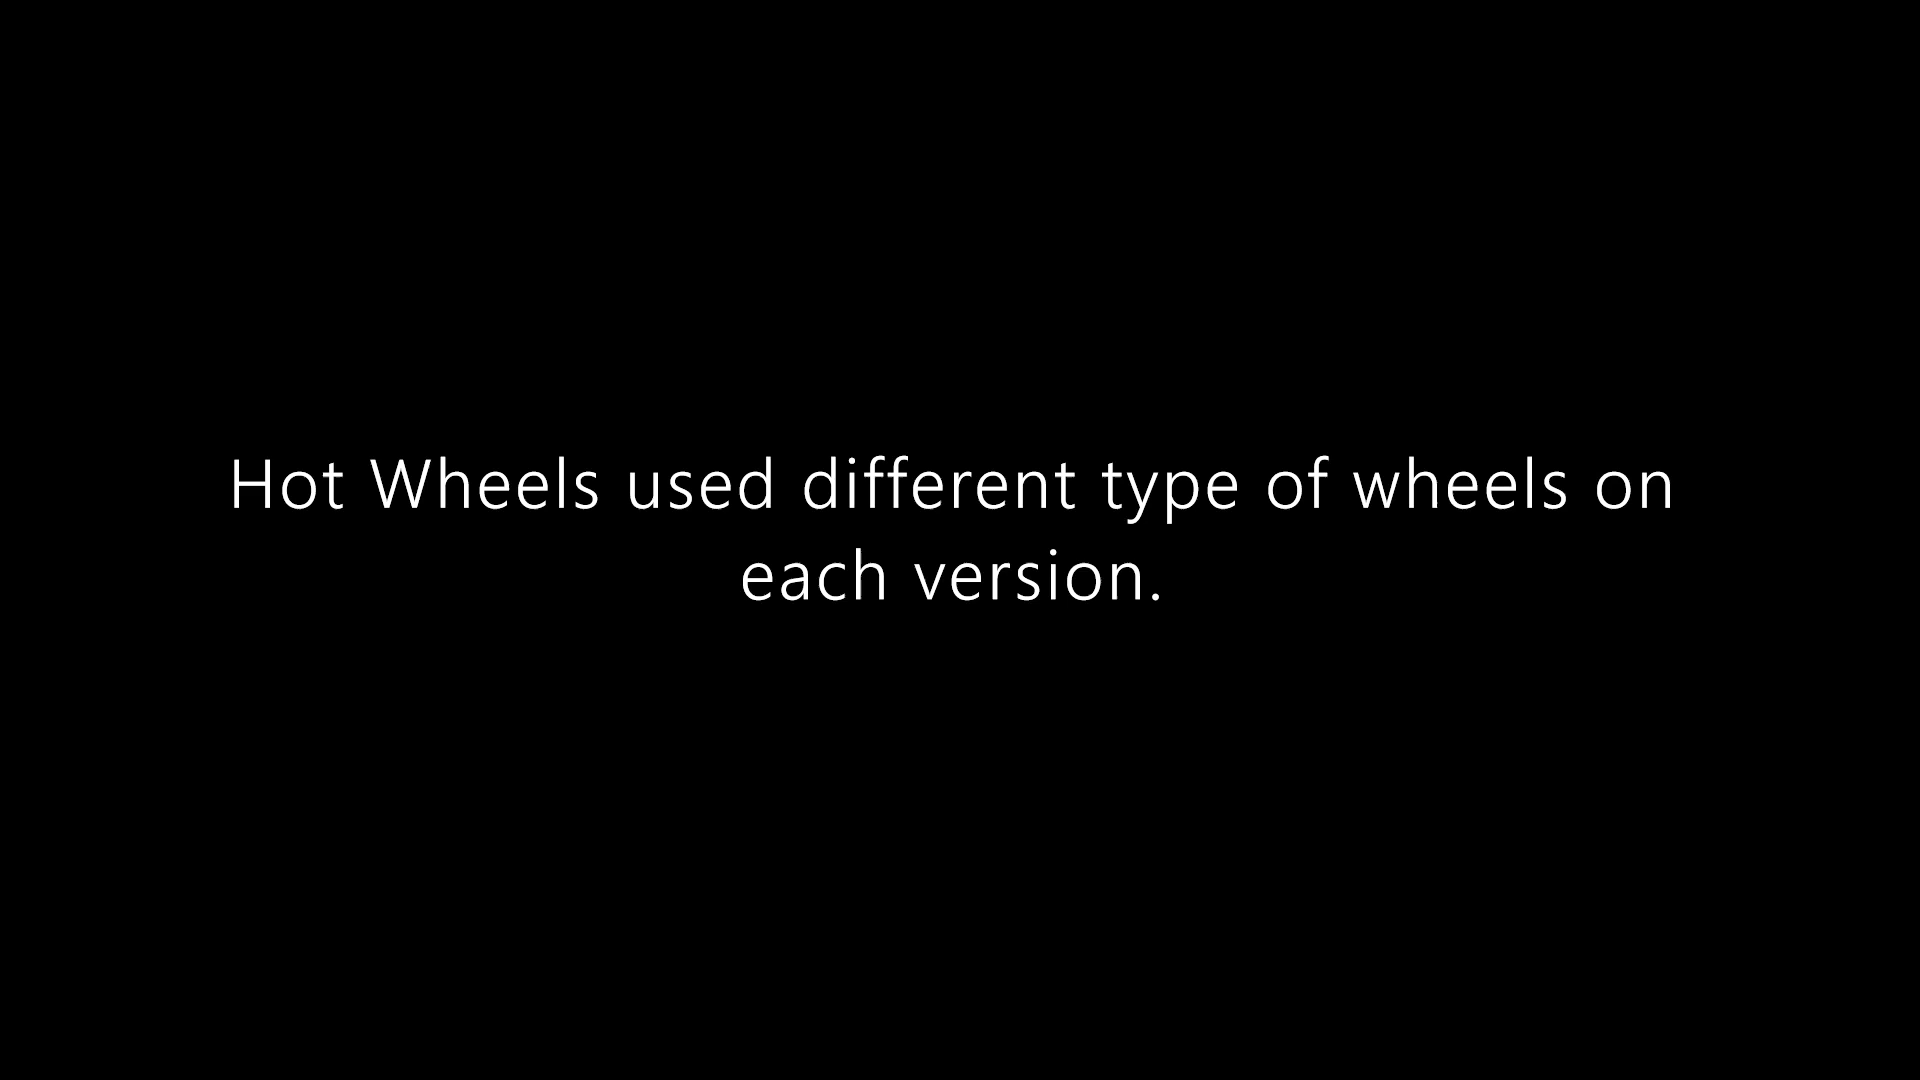 Hot Wheels used different type of wheels on
each version.